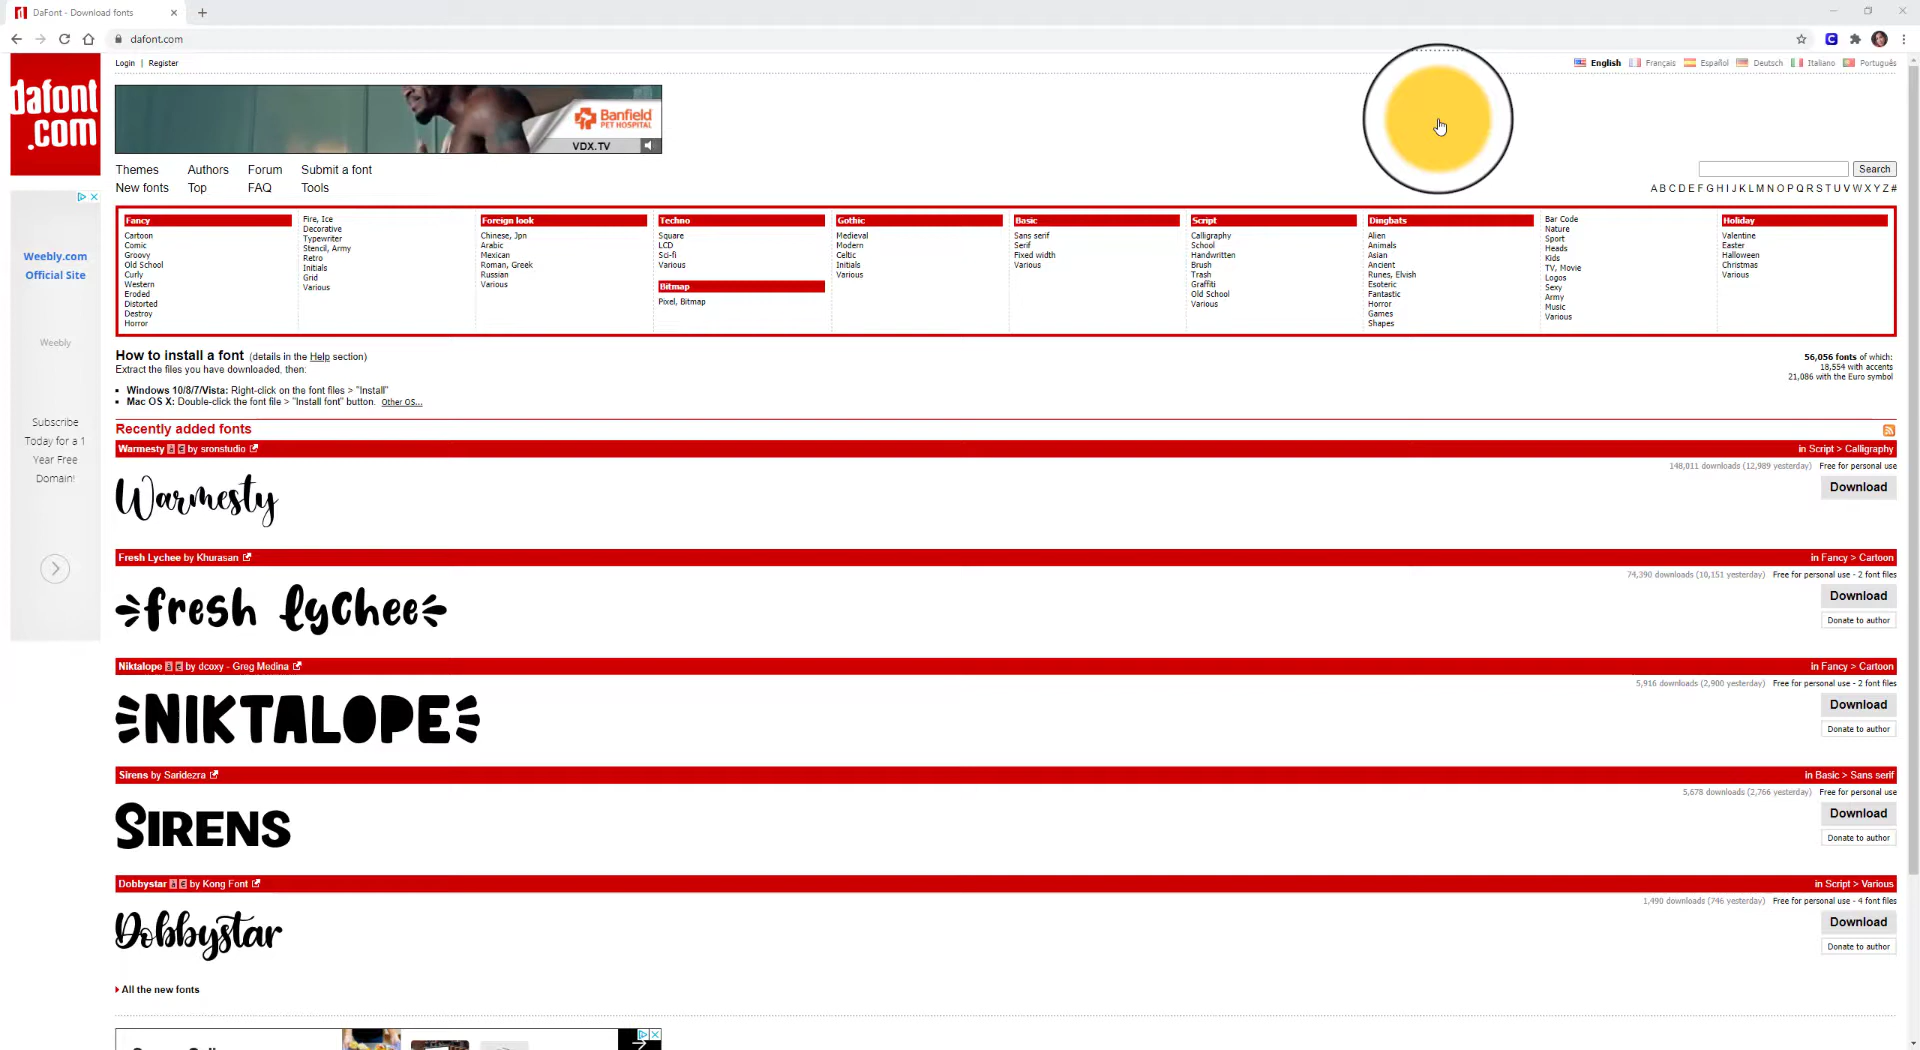 DaFont - Download fonts
dafont.com
Login | Register
English Français Español Deutsch Italiano Português
dafont
.com
Banfield
PET HOSPITAL
VDX.TV
Themes Authors Forum Submit a font
New fonts Top FAQ Tools
Search
A B C D E F G H I J K L M N O P Q R S T U V W X Y Z #
Fancy
Cartoon
Comic
Groovy
Old School
Curly
Western
Eroded
Distorted
Destroy
Horror
Fire, Ice
Decorative
Typewriter
Stencil, Army
Retro
Initials
Grid
Various
Foreign look
Chinese, Jpn
Arabic
Mexican
Roman, Greek
Russian
Various
Techno
Square
LCD
Sci-fi
Various
Bitmap
Pixel, Bitmap
Gothic
Medieval
Modern
Celtic
Initials
Various
Basic
Sans serif
Serif
Fixed width
Various
Script
Calligraphy
School
Handwritten
Brush
Trash
Graffiti
Old School
Various
Dingbats
Alien
Animals
Asian
Ancient
Runes, Elvish
Esoteric
Fantastic
Horror
Games
Shapes
Bar Code
Nature
Sport
Heads
Kids
TV, Movie
Logos
Sexy
Army
Music
Various
Holiday
Valentine
Easter
Halloween
Christmas
Various
Weebly.com
Official Site
Weebly
Subscribe
Today for a 1
Year Free
Domain!
How to install a font (details in the Help section)
Extract the files you have downloaded, then:
Windows 10/8/7/Vista: Right-click on the font files > "Install"
Mac OS X: Double-click the font file > "Install font" button. Other OS...
56,056 fonts of which:
18,554 with accents
21,086 with the Euro symbol
Recently added fonts
Warmesty à € by sronstudio in Script > Calligraphy
148,011 downloads (12,989 yesterday) Free for personal use
Warmesty
Download
Fresh Lychee by Khurasan in Fancy > Cartoon
74,390 downloads (10,151 yesterday) Free for personal use - 2 font files
fresh lychee
Download
Donate to author
Niktalope à € by dcoxy - Greg Medina in Fancy > Cartoon
5,916 downloads (2,900 yesterday) Free for personal use - 2 font files
NIKTALOPE
Download
Donate to author
Sirens by Saridezra in Basic > Sans serif
5,678 downloads (2,766 yesterday) Free for personal use
SIRENS
Download
Donate to author
Dobbystar à € by Kong Font in Script > Various
1,490 downloads (746 yesterday) Free for personal use - 4 font files
Dobbystar
Download
Donate to author
All the new fonts